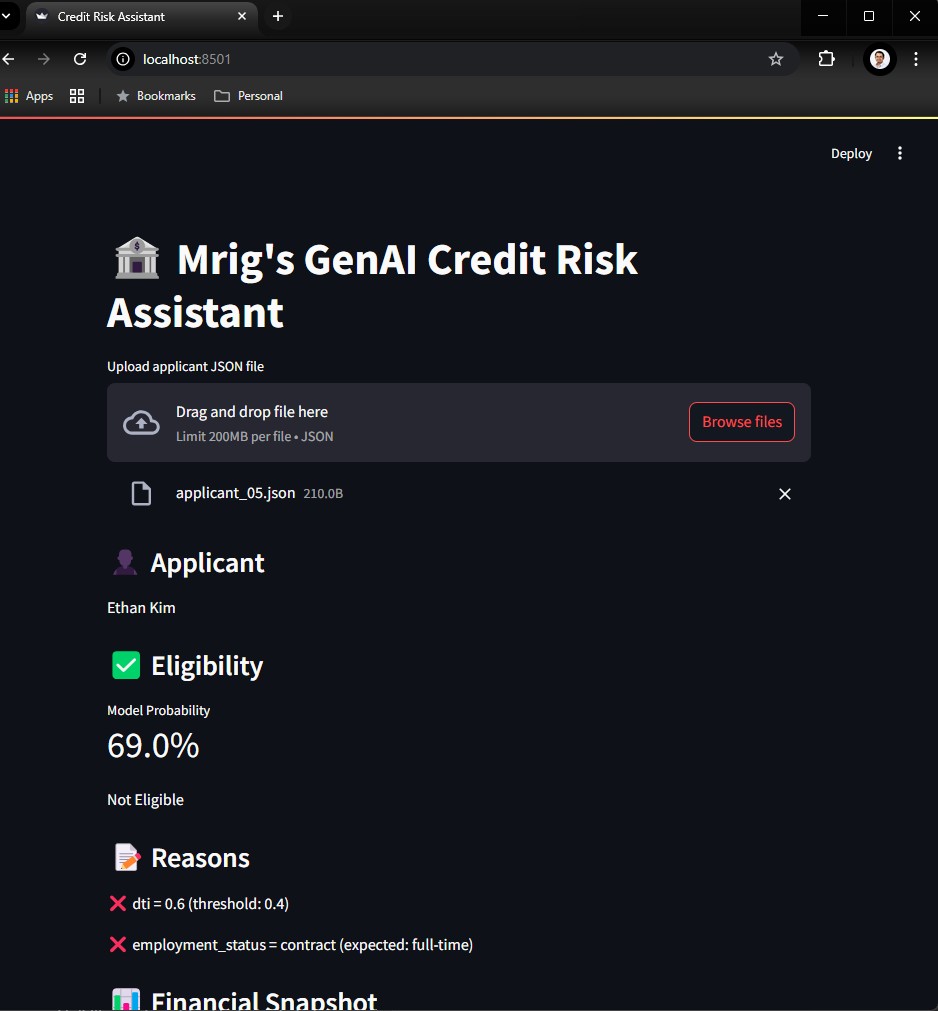 Credit Risk Assistant
localhost:8501
Apps
Bookmarks
Personal
Deploy
Mrig's GenAI Credit Risk
Assistant
Upload applicant JSON file
Drag and drop file here
Limit 200MB per file • JSON
Browse files
applicant_05.json 210.0B
Applicant
Ethan Kim
Eligibility
Model Probability
69.0%
Not Eligible
Reasons
dti = 0.6 (threshold: 0.4)
employment_status = contract (expected: full-time)
Financial Snapshot